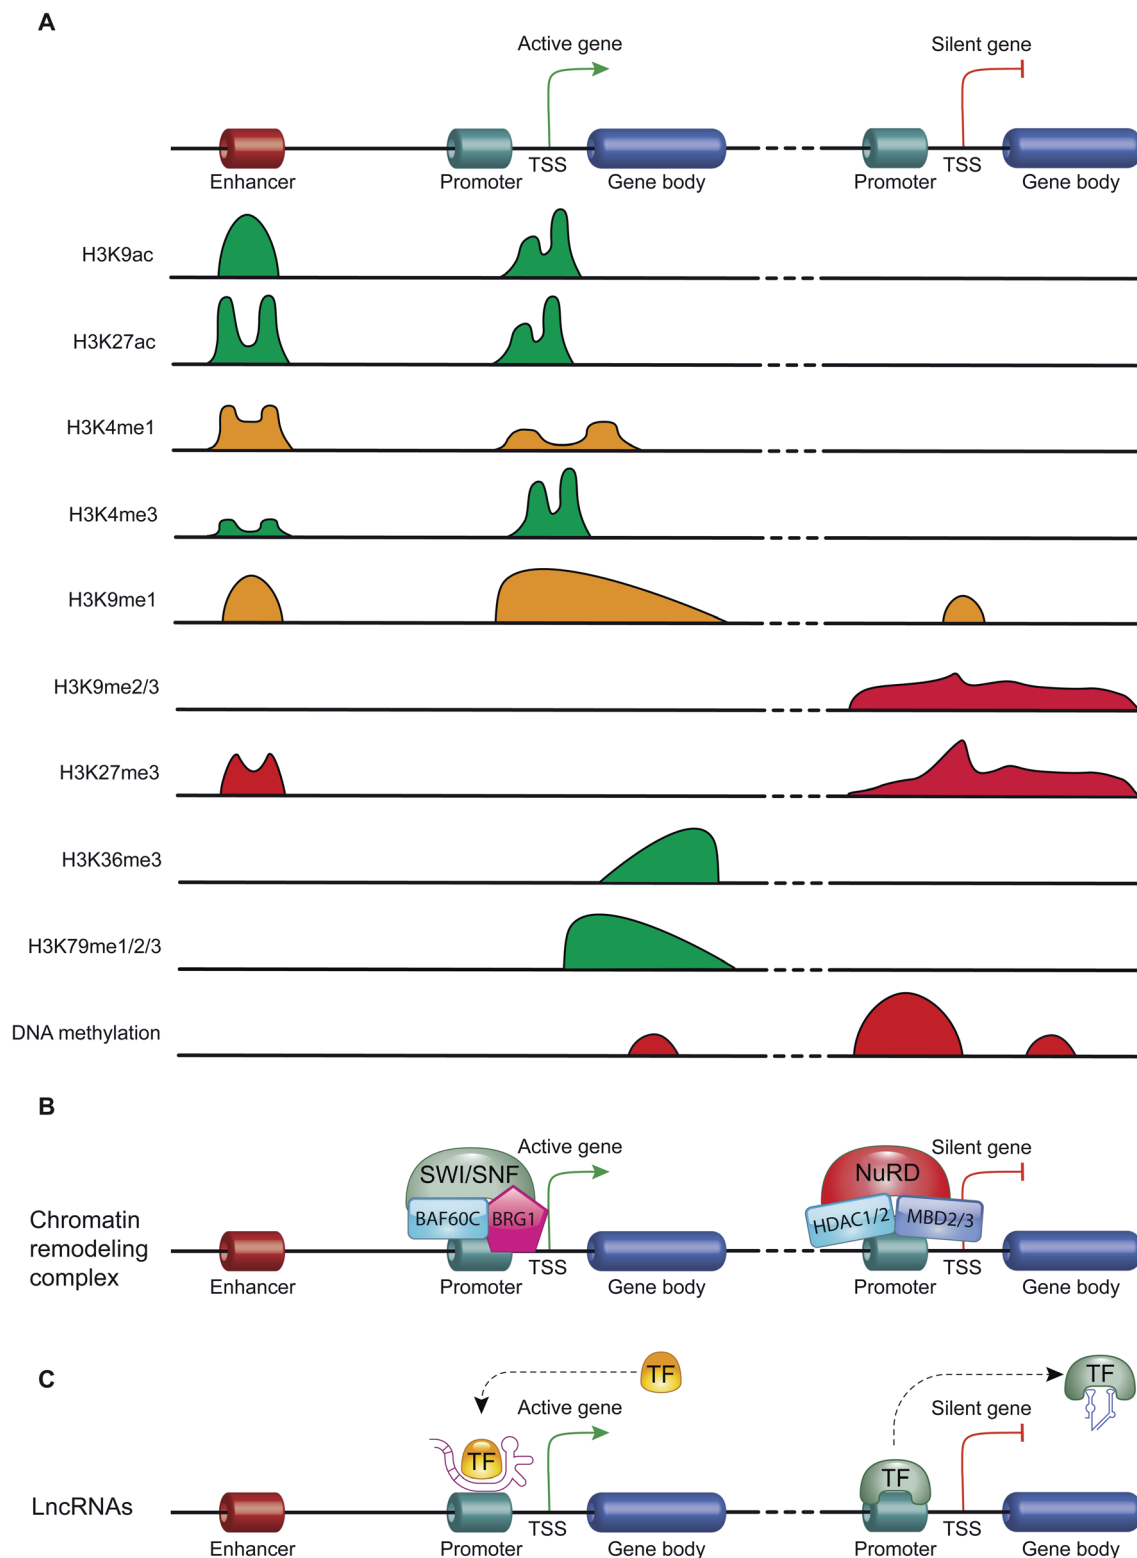 A
Active gene
Silent gene
Enhancer
Promoter
TSS
Gene body
Promoter
TSS
Gene body
H3K9ac
H3K27ac
H3K4me1
H3K4me3
H3K9me1
H3K9me2/3
H3K27me3
H3K36me3
H3K79me1/2/3
DNA methylation
B
Chromatin
remodeling
complex
Active gene
Silent gene
SWI/SNF
BAF60C
BRG1
NuRD
HDAC1/2
MBD2/3
Enhancer
Promoter
TSS
Gene body
Promoter
TSS
Gene body
C
LncRNAs
TF
TF
Active gene
Silent gene
TF
TF
Enhancer
Promoter
TSS
Gene body
Promoter
TSS
Gene body